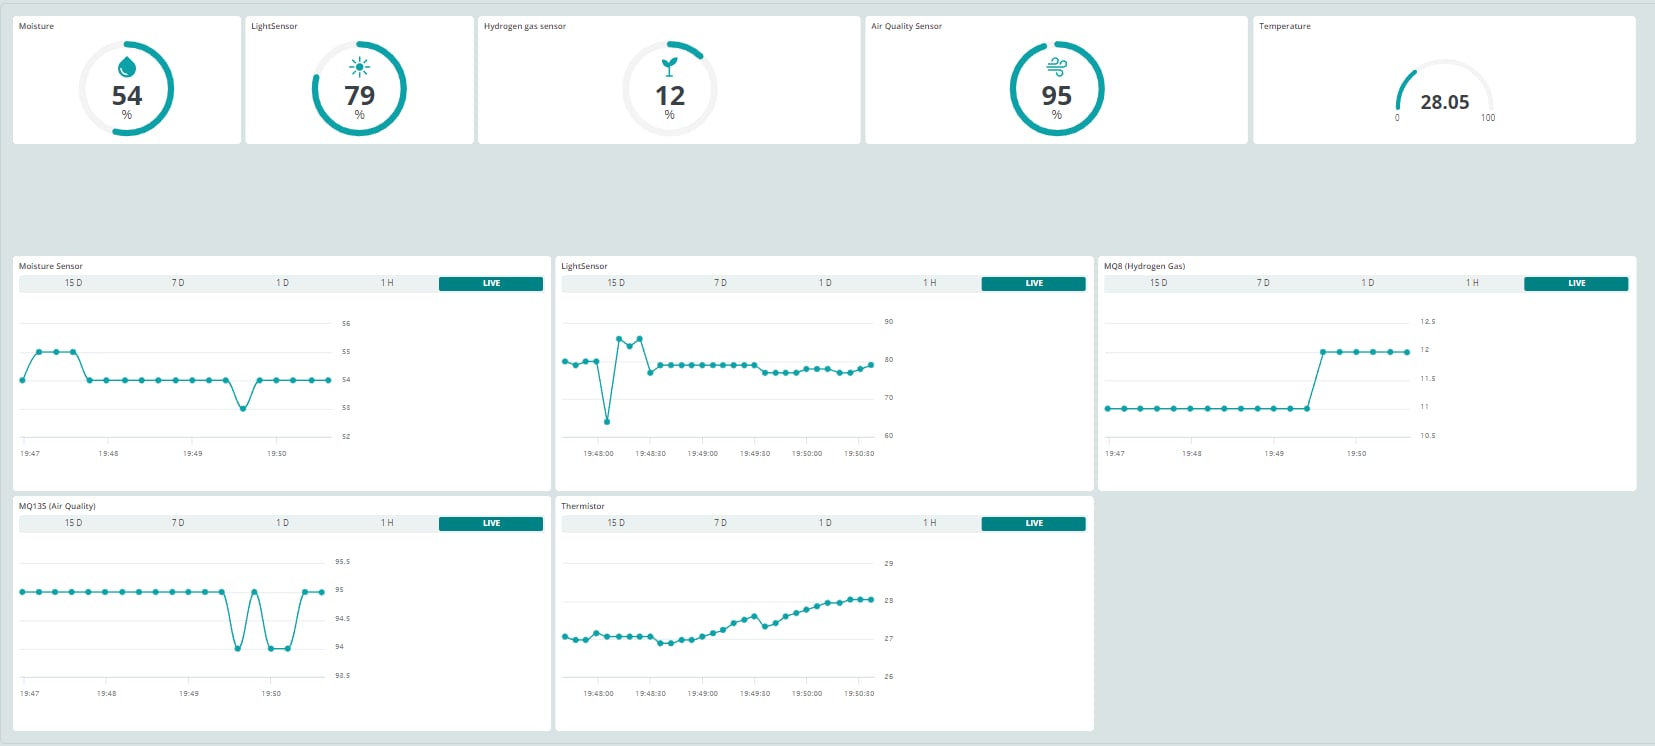 Moisture
LightSensor
Hydrogen gas sensor
Air Quality Sensor
Temperature
54
%
79
%
12
%
95
%
28.05
0
100
Moisture Sensor
15 D 7 D 1 D 1 H LIVE
56
55
54
53
52
19:47 19:48 19:49 19:50
LightSensor
15 D 7 D 1 D 1 H LIVE
90
80
70
60
19:48:00 19:48:30 19:49:00 19:49:30 19:50:00 19:50:30
MQ8 (Hydrogen Gas)
15 D 7 D 1 D 1 H LIVE
12.5
12
11.5
11
10.5
19:47 19:48 19:49 19:50
MQ135 (Air Quality)
15 D 7 D 1 D 1 H LIVE
95.5
95
94.5
94
93.5
19:47 19:48 19:49 19:50
Thermistor
15 D 7 D 1 D 1 H LIVE
29
28
27
26
19:48:00 19:48:30 19:49:00 19:49:30 19:50:00 19:50:30